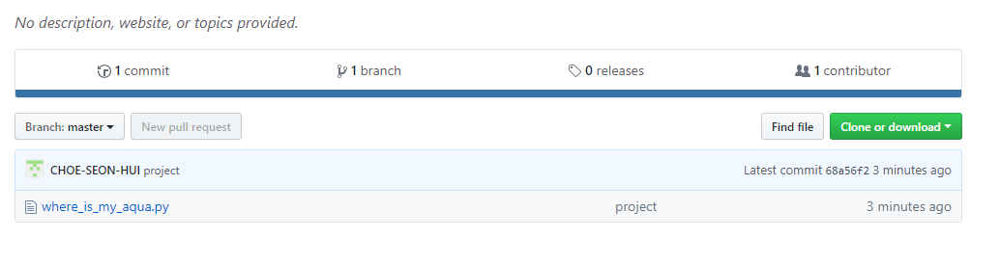 No description, website, or topics provided.
1 commit 1 branch 0 releases 1 contributor
Branch: master New pull request Find file Clone or download
CHOE-SEON-HUI project Latest commit 68a56f2 3 minutes ago
where_is_my_aqua.py project 3 minutes ago